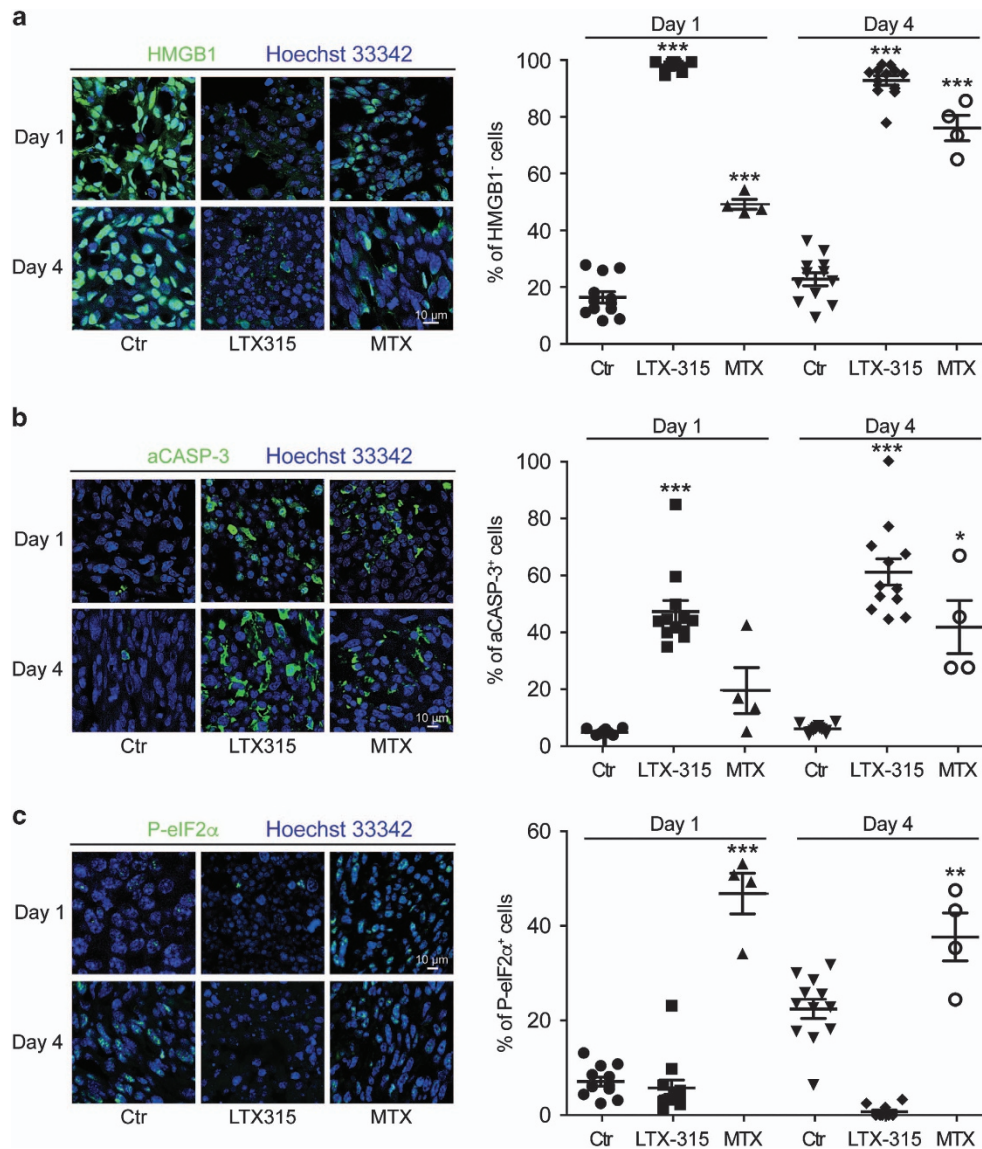 a
HMGB1 Hoechst 33342
Day 1
Day 4
10 µm
Ctr LTX315 MTX
Day 1 Day 4
% of HMGB1- cells
100
80
60
40
20
0
*** *** *** ***
Ctr LTX-315 MTX Ctr LTX-315 MTX
b
aCASP-3 Hoechst 33342
Day 1
Day 4
10 µm
Ctr LTX315 MTX
Day 1 Day 4
% of aCASP-3+ cells
100
80
60
40
20
0
*** *** *
Ctr LTX-315 MTX Ctr LTX-315 MTX
c
P-eIF2α Hoechst 33342
Day 1
10 µm
Day 4
Ctr LTX315 MTX
Day 1 Day 4
% of P-eIF2α+ cells
60
40
20
0
*** **
Ctr LTX-315 MTX Ctr LTX-315 MTX